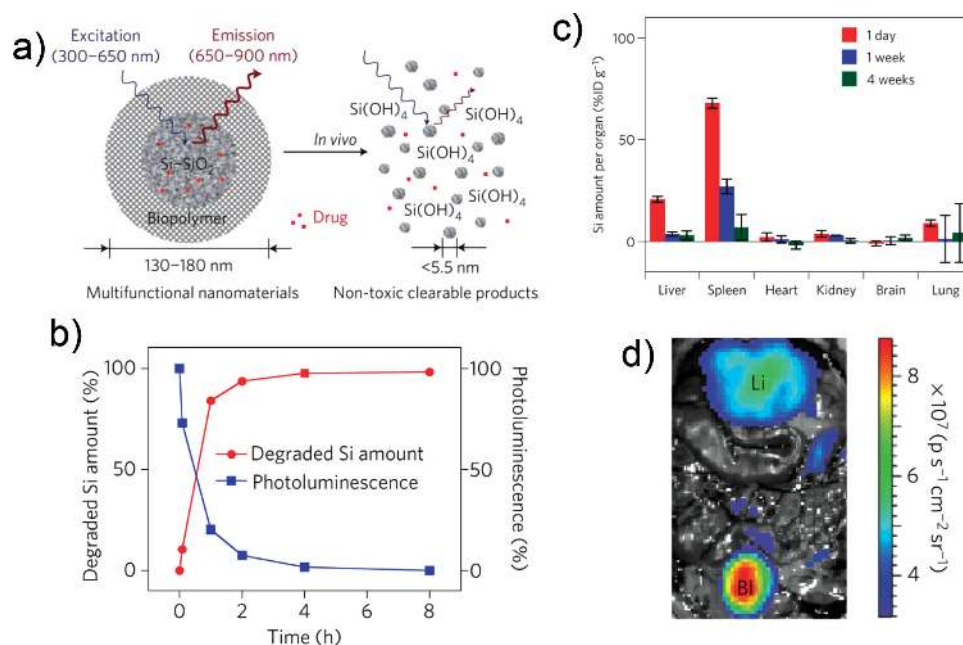 a)
Excitation
(300–650 nm)
Emission
(650–900 nm)
Si–SiO2
Biopolymer
Drug
130–180 nm
Multifunctional nanomaterials
In vivo
Si(OH)4
Si(OH)4
Si(OH)4
Si(OH)4
Si(OH)4
<5.5 nm
Non-toxic clearable products
b)
Degraded Si amount (%)
100
50
0
Degraded Si amount
Photoluminescence
100
50
0
Photoluminescence
(%)
0 2 4 6 8
Time (h)
c)
Si amount per organ (%ID g⁻¹)
100
50
0
1 day
1 week
4 weeks
Liver Spleen Heart Kidney Brain Lung
d)
Li
Bl
8
6
4
×10⁷ (p s⁻¹ cm⁻² sr⁻¹)